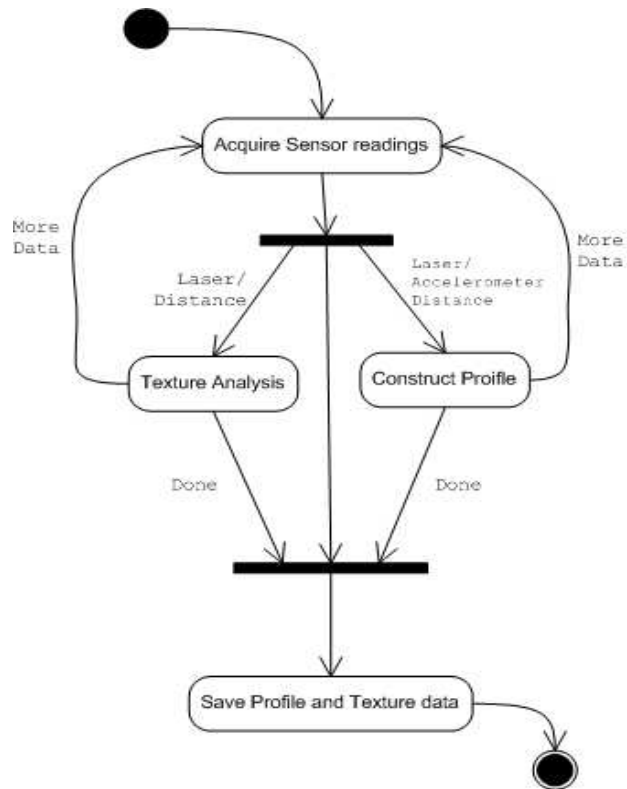 Acquire Sensor readings
More
Data
More
Data
Laser/
Distance
Laser/
Accelerometer
Distance
Texture Analysis
Construct Proifle
Done
Done
Save Profile and Texture data